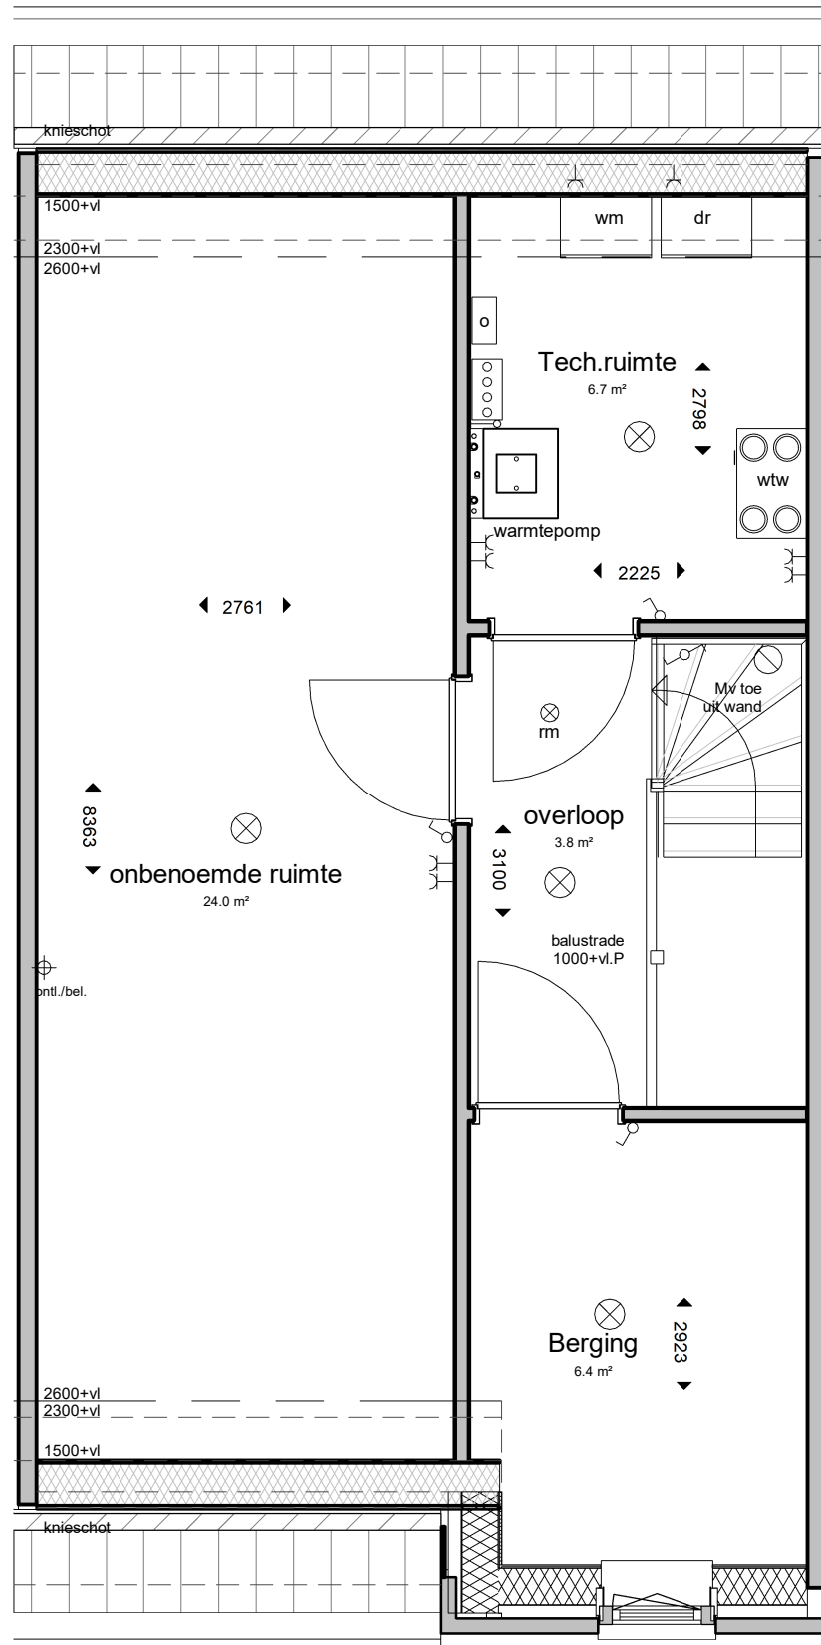 knieschot
1500+vl
2300+vl
2600+vl
wm
dr
o
Tech.ruimte
6.7 m²
2798
wtw
warmtepomp
2225
2761
Mv toe
uit wand
rm
overloop
3.8 m²
8363
3100
onbenoemde ruimte
24.0 m²
balustrade
1000+vl.P
ontl./bel.
Berging
6.4 m²
2923
2600+vl
2300+vl
1500+vl
knieschot